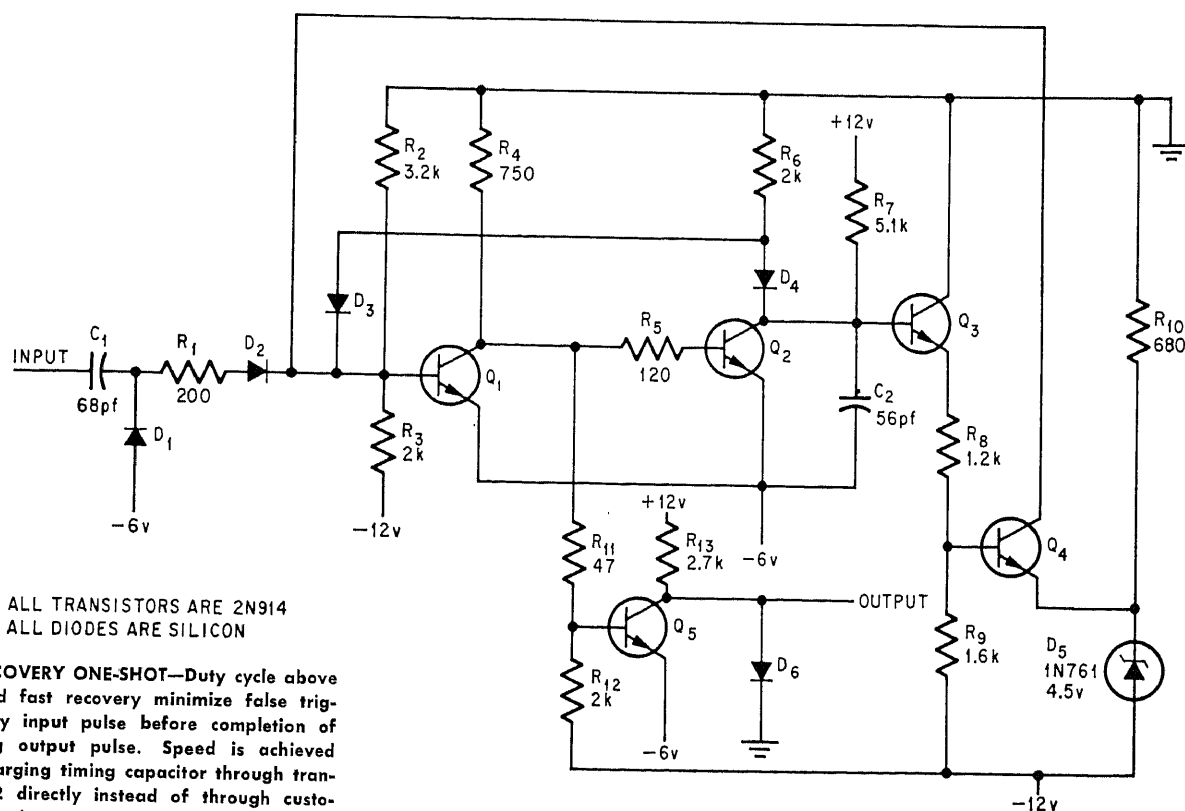 R2
3.2k
R4
750
R6
2k
+12v
R7
5.1k
D3
D4
Q3
R10
680
INPUT
C1
68pf
R1
200
D2
Q1
R5
120
Q2
C2
56pf
D1
-6v
R3
2k
-12v
R8
1.2k
+12v
R13
2.7k
-6v
Q4
R11
47
OUTPUT
Q5
R9
1.6k
D5
1N761
4.5v
D6
R12
2k
-6v
-12v
ALL TRANSISTORS ARE 2N914
ALL DIODES ARE SILICON
COVERY ONE-SHOT—Duty cycle above
d fast recovery minimize false trig-
y input pulse before completion of
g output pulse. Speed is achieved
arging timing capacitor through tran-
2 directly instead of through custo-